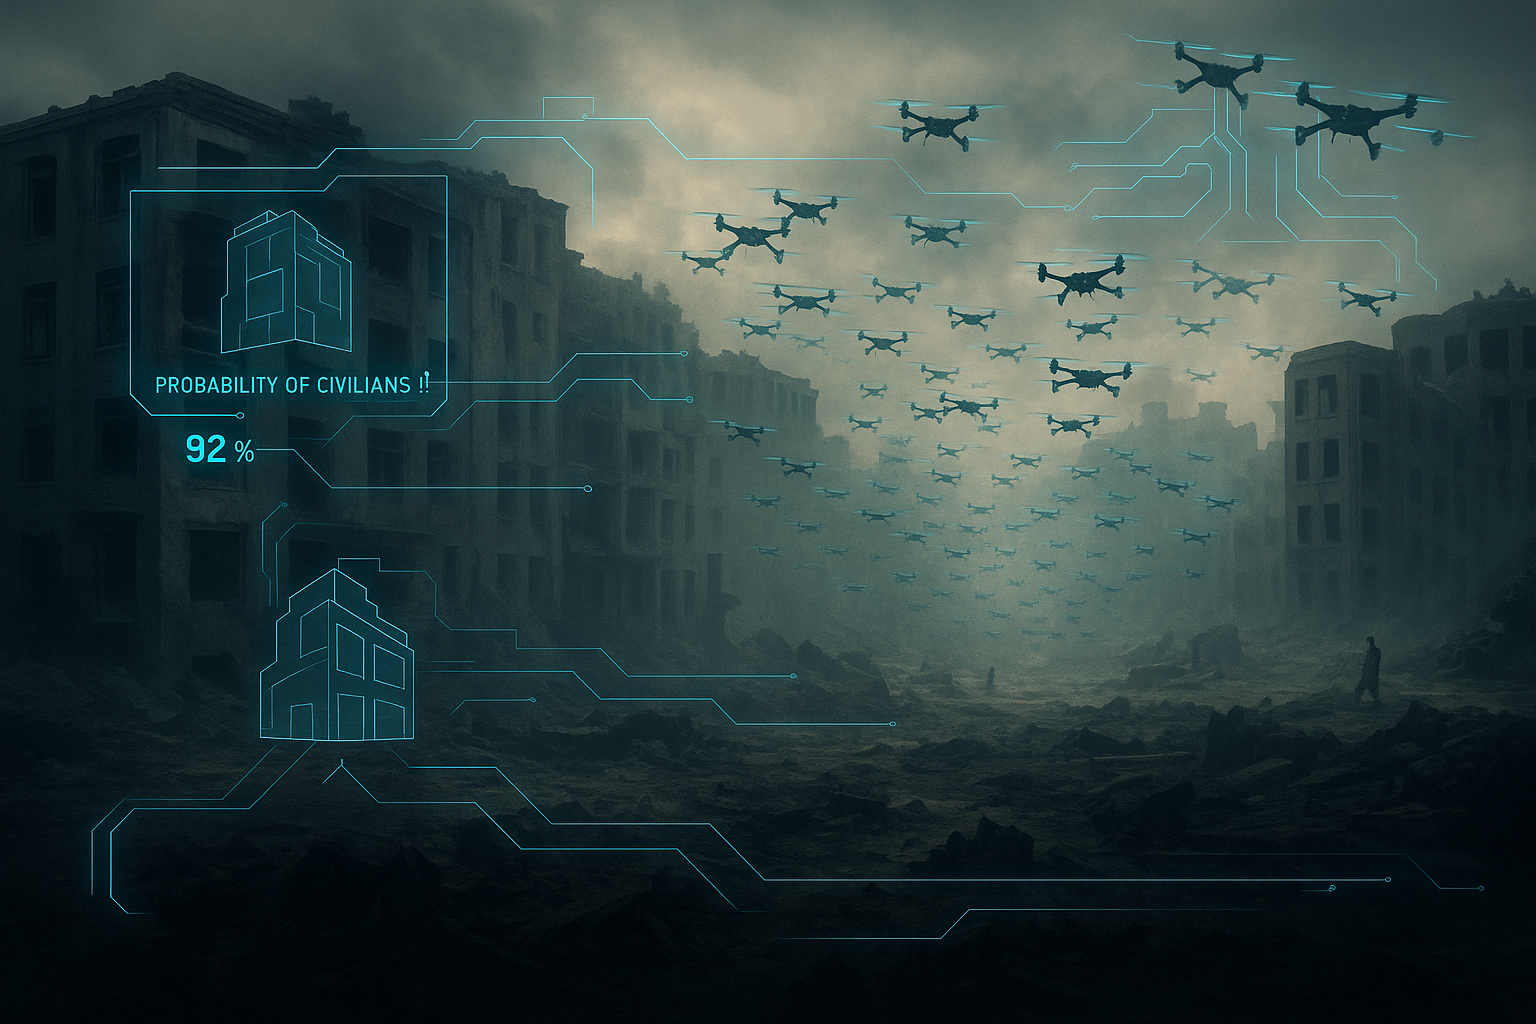 PROBABILITY OF CIVILIANS !!
92 %